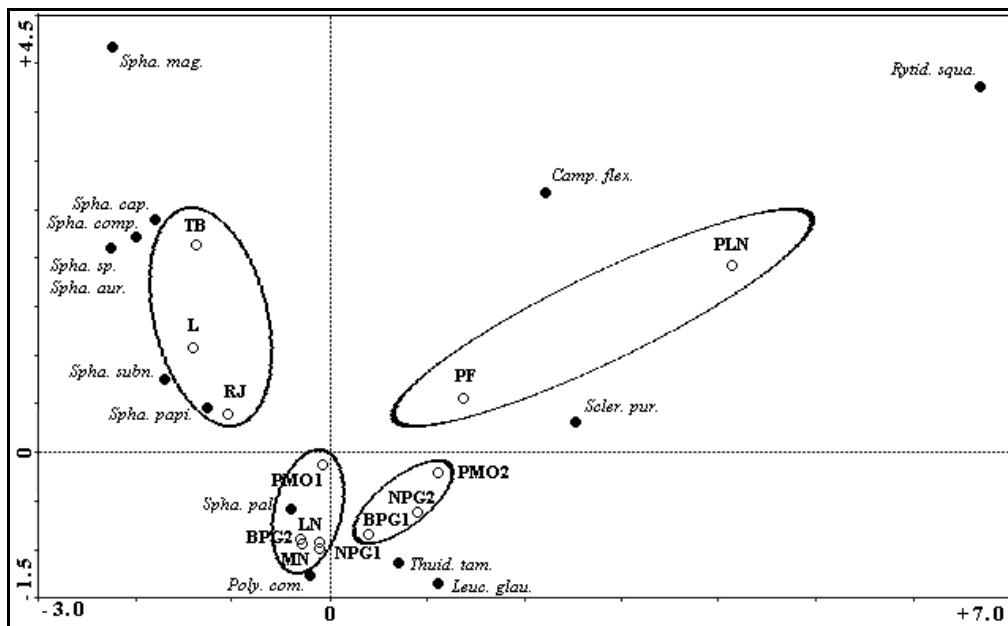 +4.5
Spha. mag.
Rytid. squa.
Camp. flex.
Spha. cap.
Spha. comp.
TB
Spha. sp.
PLN
Spha. aur.
L
Spha. subn.
PF
RJ
Spha. papi.
Scler. pur.
0
PMO1
PMO2
NPG2
Spha. pal.
LN
BPG1
BPG2
MN
NPG1
Thuid. tam.
Poly. com.
Leuc. glau.
-1.5
-3.0
0
+7.0